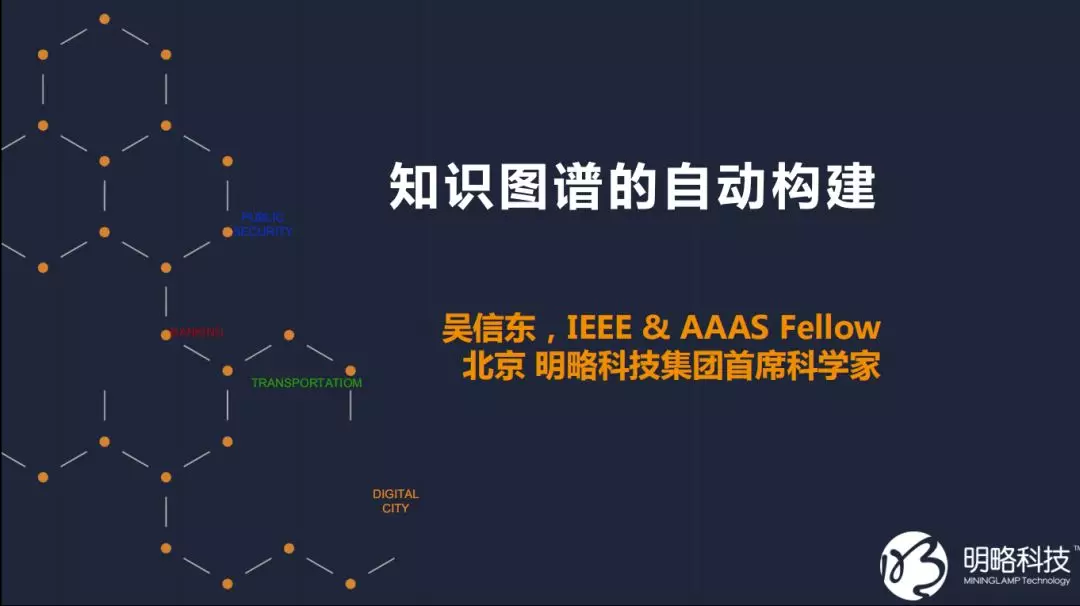 知识图谱的自动构建
吴信东，IEEE & AAAS Fellow
北京 明略科技集团首席科学家
PUBLIC
SECURITY
BANKING
TRANSPORTATIOM
DIGITAL
CITY
明略科技 TM
MININGLAMP Technology